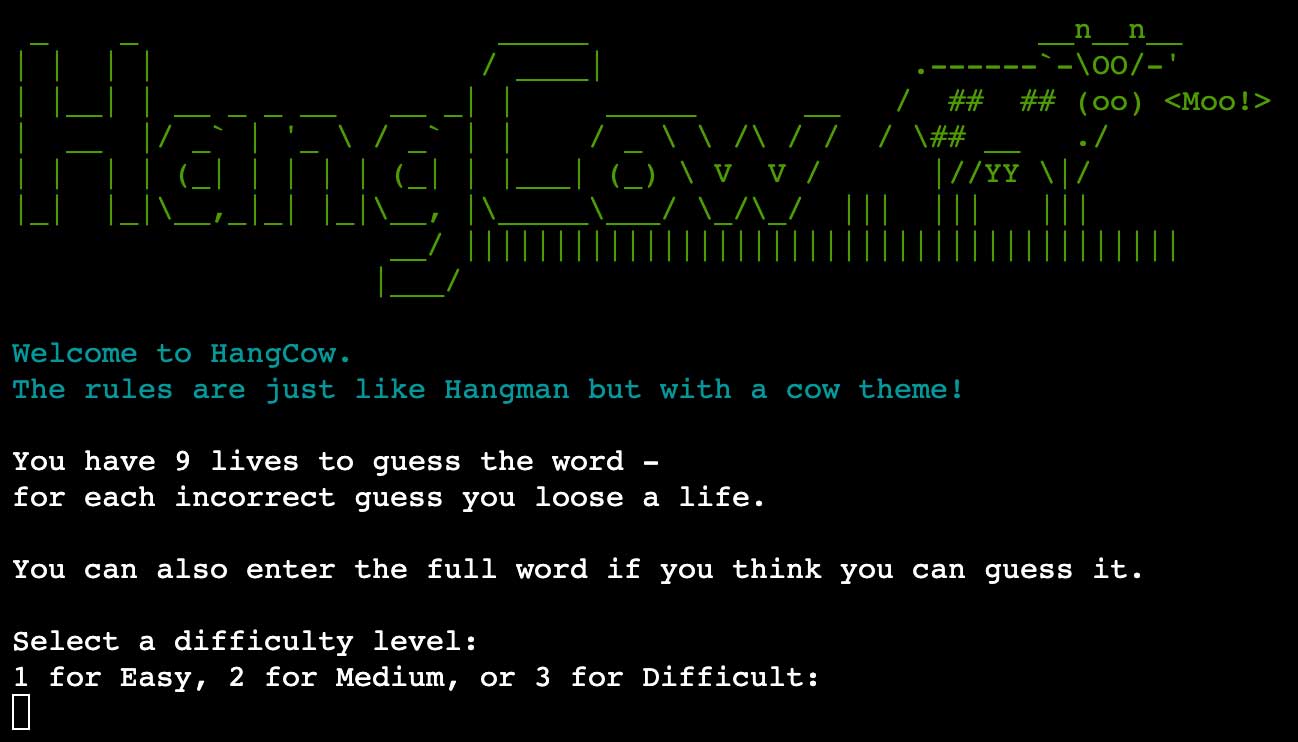 HangCow
<Moo!>
Welcome to HangCow.
The rules are just like Hangman but with a cow theme!
You have 9 lives to guess the word -
for each incorrect guess you loose a life.
You can also enter the full word if you think you can guess it.
Select a difficulty level:
1 for Easy, 2 for Medium, or 3 for Difficult: